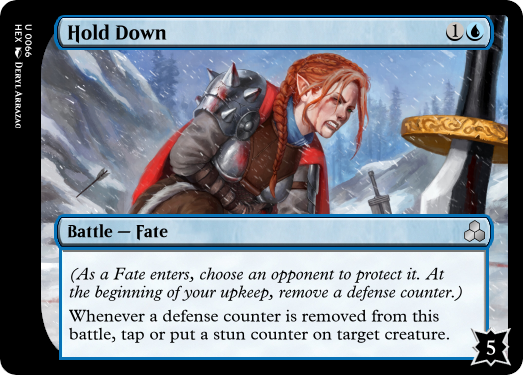 Hold Down
1
Battle — Fate
(As a Fate enters, choose an opponent to protect it. At
the beginning of your upkeep, remove a defense counter.)
Whenever a defense counter is removed from this
battle, tap or put a stun counter on target creature.
5
U 0066
HEX DERYL ARRAZAO